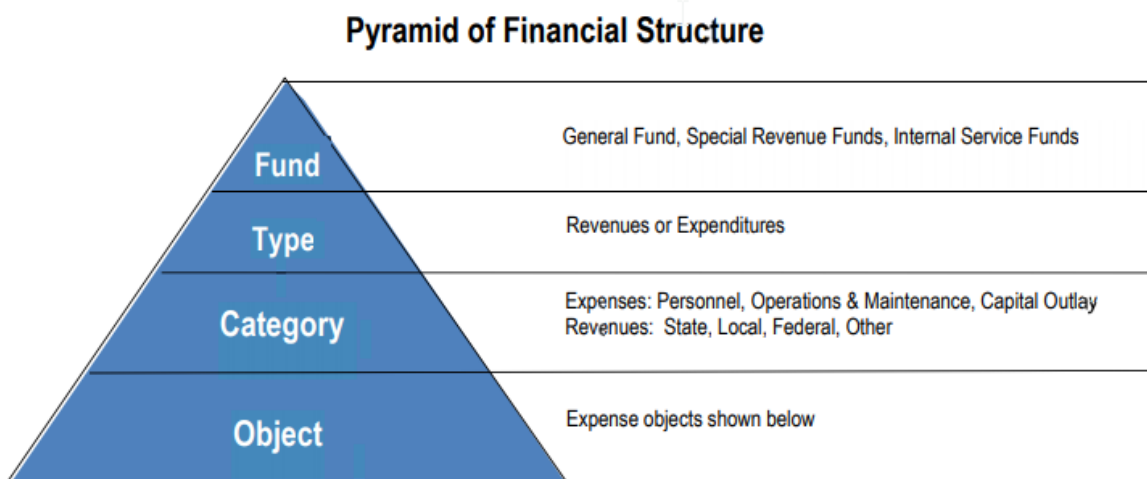 Pyramid of Financial Structure
General Fund, Special Revenue Funds, Internal Service Funds
Fund
Revenues or Expenditures
Type
Expenses: Personnel, Operations & Maintenance, Capital Outlay
Revenues: State, Local, Federal, Other
Category
Expense objects shown below
Object